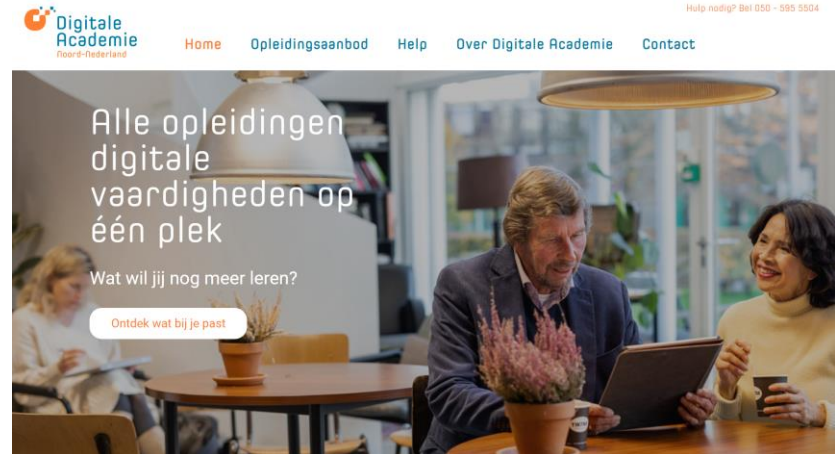 Hulp nodig? Bel 050 - 595 5504
Digitale
Academie
Noord-Nederland
Home Opleidingsaanbod Help Over Digitale Academie Contact
Alle opleidingen
digitale
vaardigheden op
één plek
Wat wil jij nog meer leren?
Ontdek wat bij je past